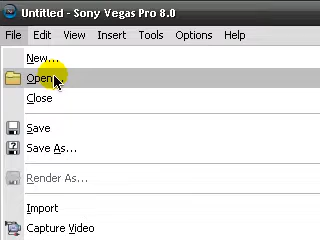 Untitled - Sony Vegas Pro 8.0
File Edit View Insert Tools Options Help
New...
Open...
Close
Save
Save As...
Render As...
Import
Capture Video